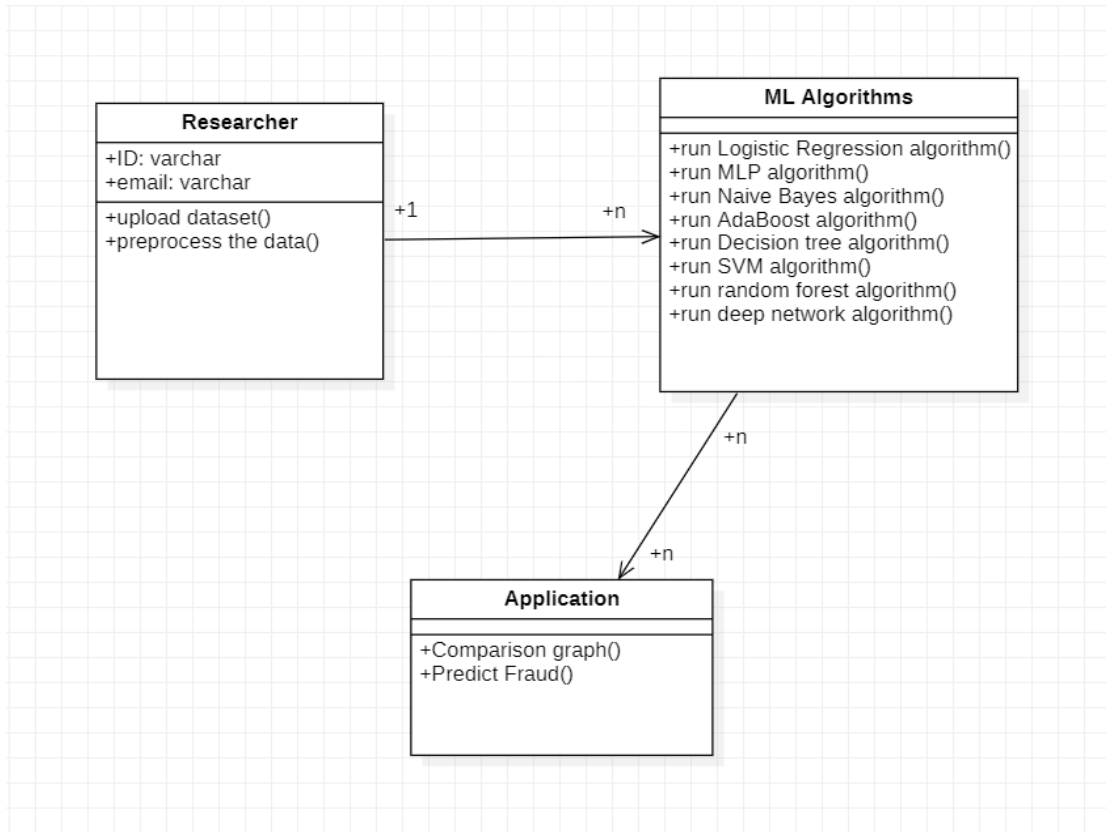 Researcher
+ID: varchar
+email: varchar
+upload dataset()
+preprocess the data()
+1
+n
ML Algorithms
+run Logistic Regression algorithm()
+run MLP algorithm()
+run Naive Bayes algorithm()
+run AdaBoost algorithm()
+run Decision tree algorithm()
+run SVM algorithm()
+run random forest algorithm()
+run deep network algorithm()
+n
+n
Application
+Comparison graph()
+Predict Fraud()